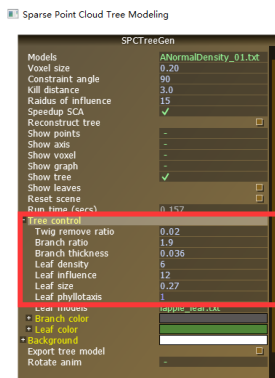 Sparse Point Cloud Tree Modeling
SPCTreeGen
Models ANormalDensity_01.txt
Voxel size 0.20
Constraint angle 90
Kill distance 3.0
Raidus of influence 15
Speedup SCA
Reconstruct tree
Show points -
Show axis -
Show voxel -
Show graph -
Show tree
Show leaves
Reset scene
Run time (secs) 0.157
Tree control
Twig remove ratio 0.02
Branch ratio 1.9
Branch thickness 0.036
Leaf density 6
Leaf influence 12
Leaf size 0.27
Leaf phyllotaxis 1
Leaf models
Branch color
Leaf color
Background
Export tree model
Rotate anim -